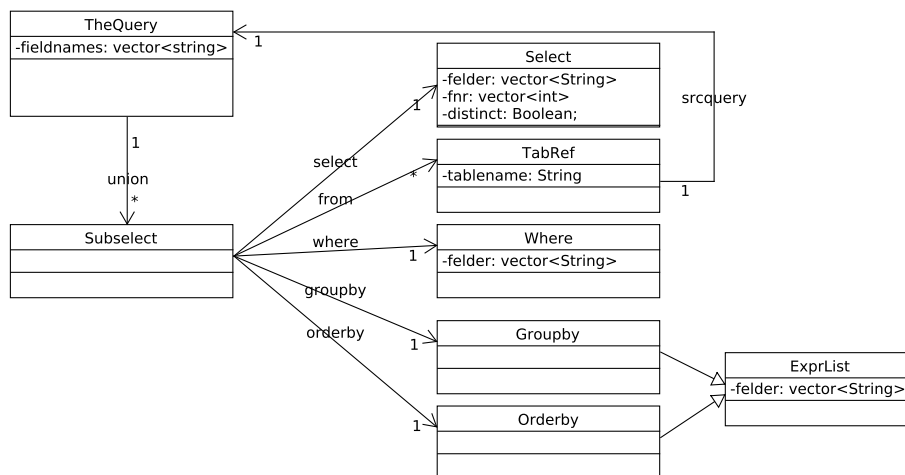 TheQuery
-fieldnames: vector<string>
1
1
union
*
Subselect
select
1
from
*
where
1
groupby
1
orderby
1
Select
-felder: vector<String>
-fnr: vector<int>
-distinct: Boolean;
srcquery
TabRef
-tablename: String
1
Where
-felder: vector<String>
Groupby
ExprList
-felder: vector<String>
Orderby